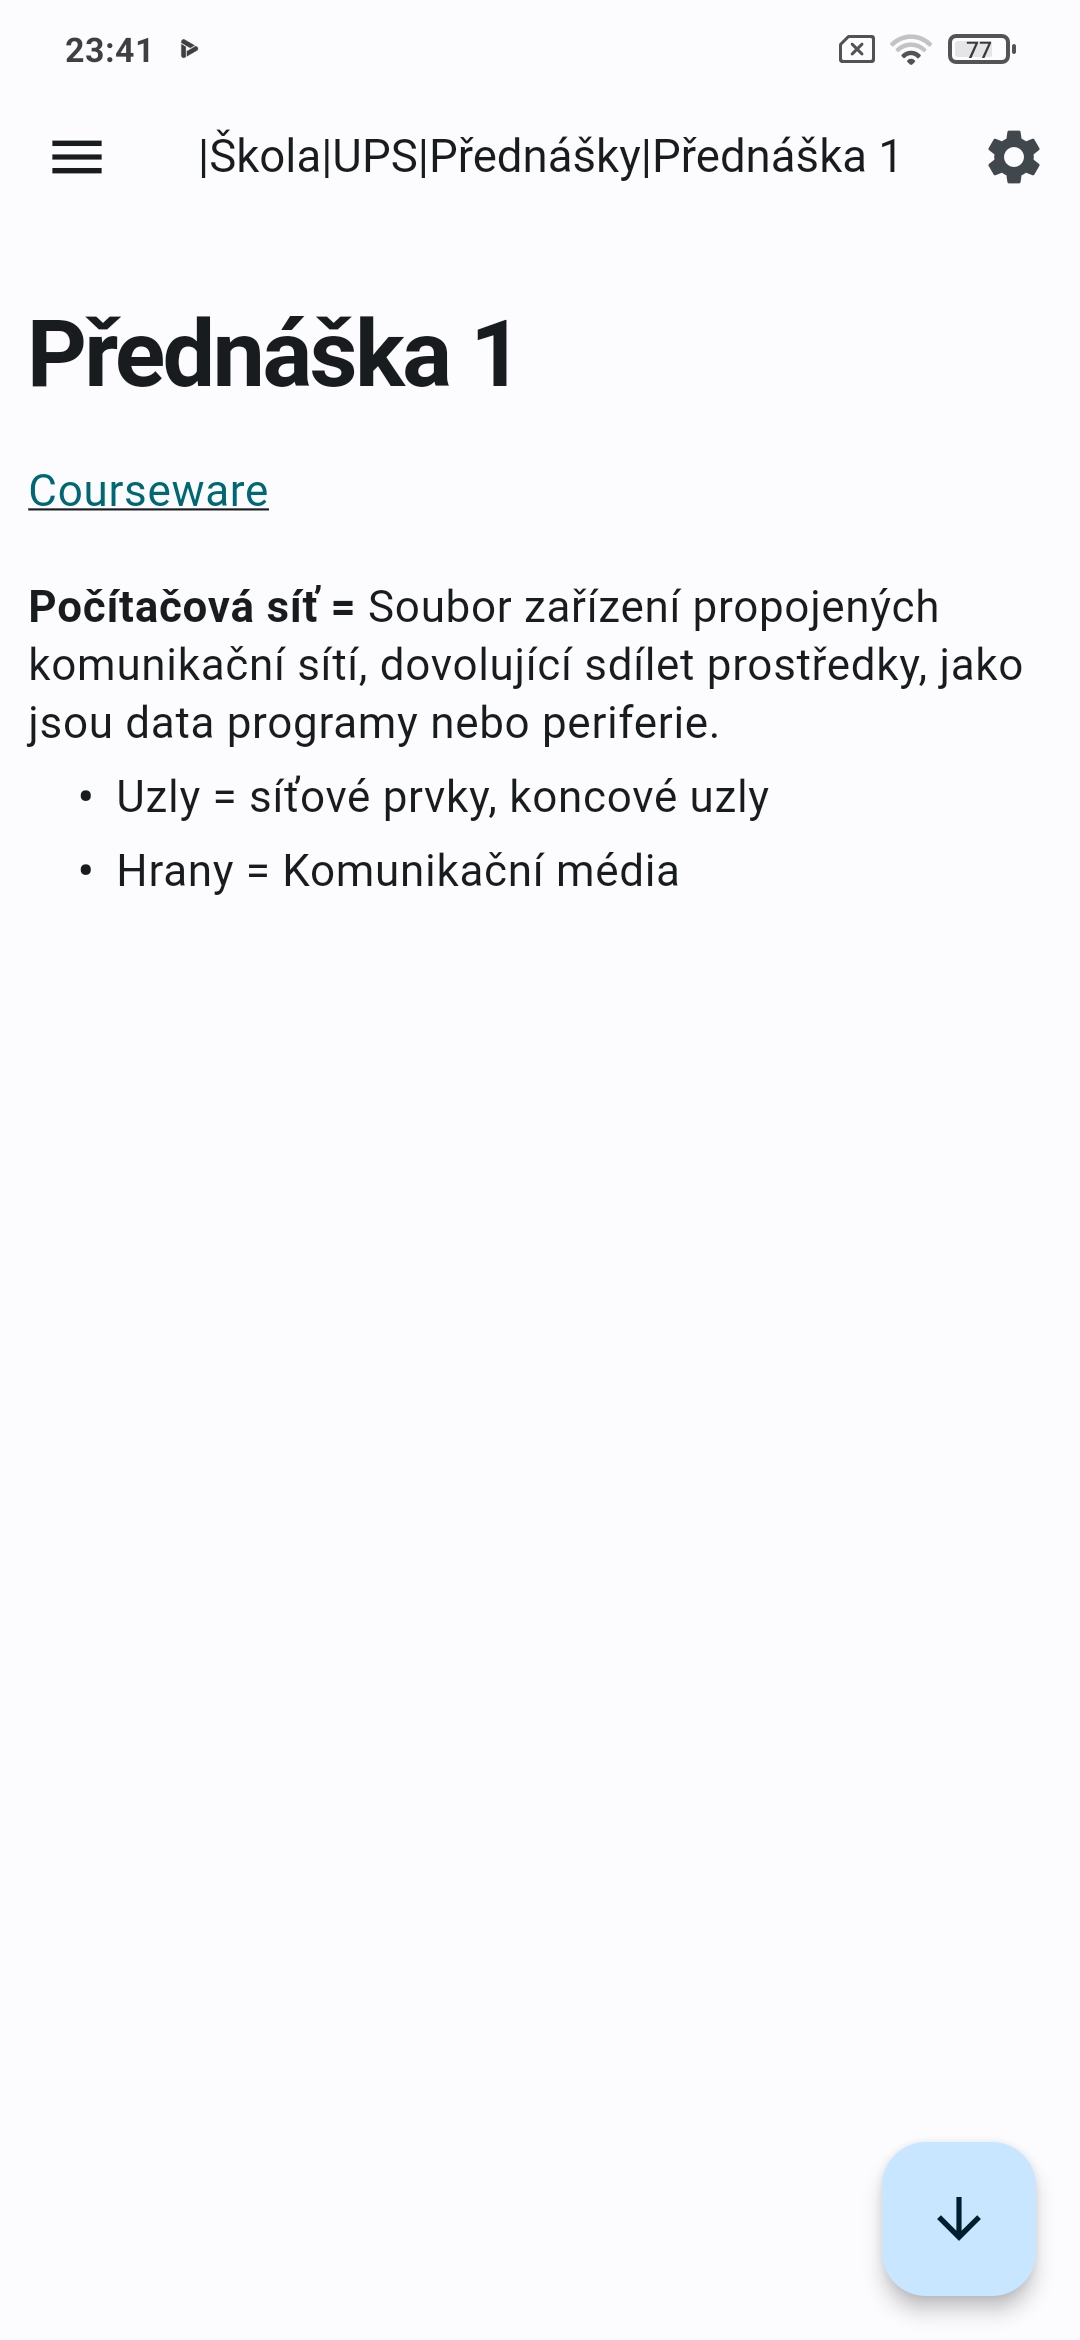 23:41
77
|Škola|UPS|Přednášky|Přednáška 1
Přednáška 1
Courseware
Počítačová síť = Soubor zařízení propojených
komunikační sítí, dovolující sdílet prostředky, jako
jsou data programy nebo periferie.
• Uzly = síťové prvky, koncové uzly
• Hrany = Komunikační média